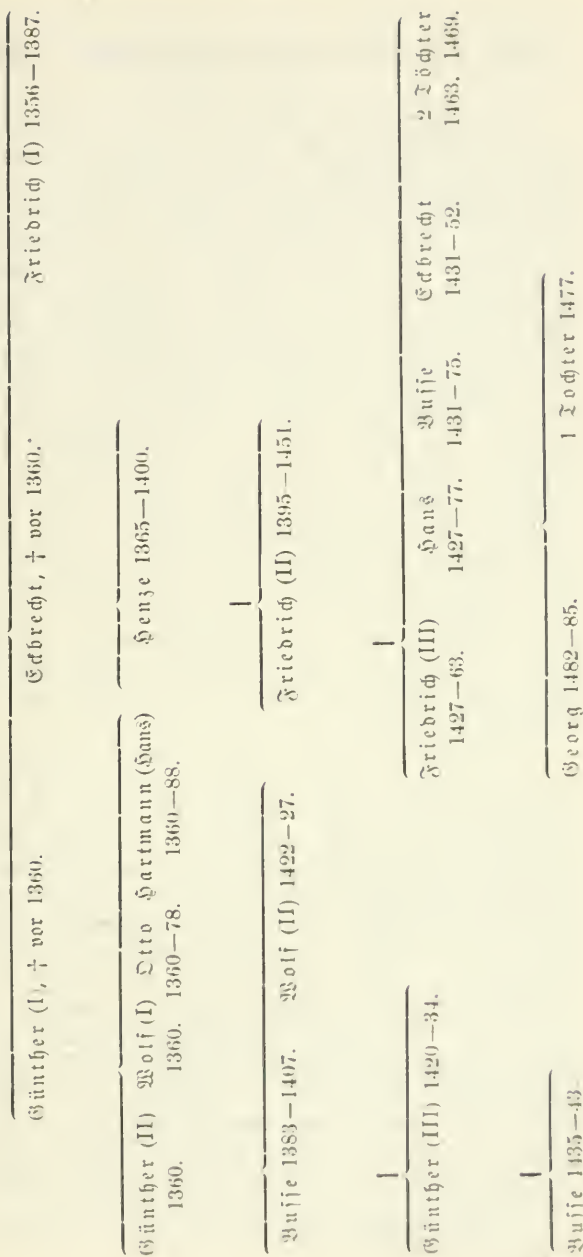 Günther (I), † vor 1360. Eckbrecht, † vor 1360. Friedrich (I) 1356—1387.
Günther (II) Wolf (I) Otto Hartmann (Hans) Henze 1365—1400.
1360. 1360. 1360—78. 1360—88.
Busse 1383—1407. Wolf (II) 1422—27. Friedrich (II) 1395—1451.
Günther (III) 1420—34. Friedrich (III) Hans Busse Eckbrecht 2 Töchter
1427—63. 1427—77. 1431—75. 1431—52. 1463. 1469.
Busse 1435—43. Georg 1482—85. 1 Tochter 1477.